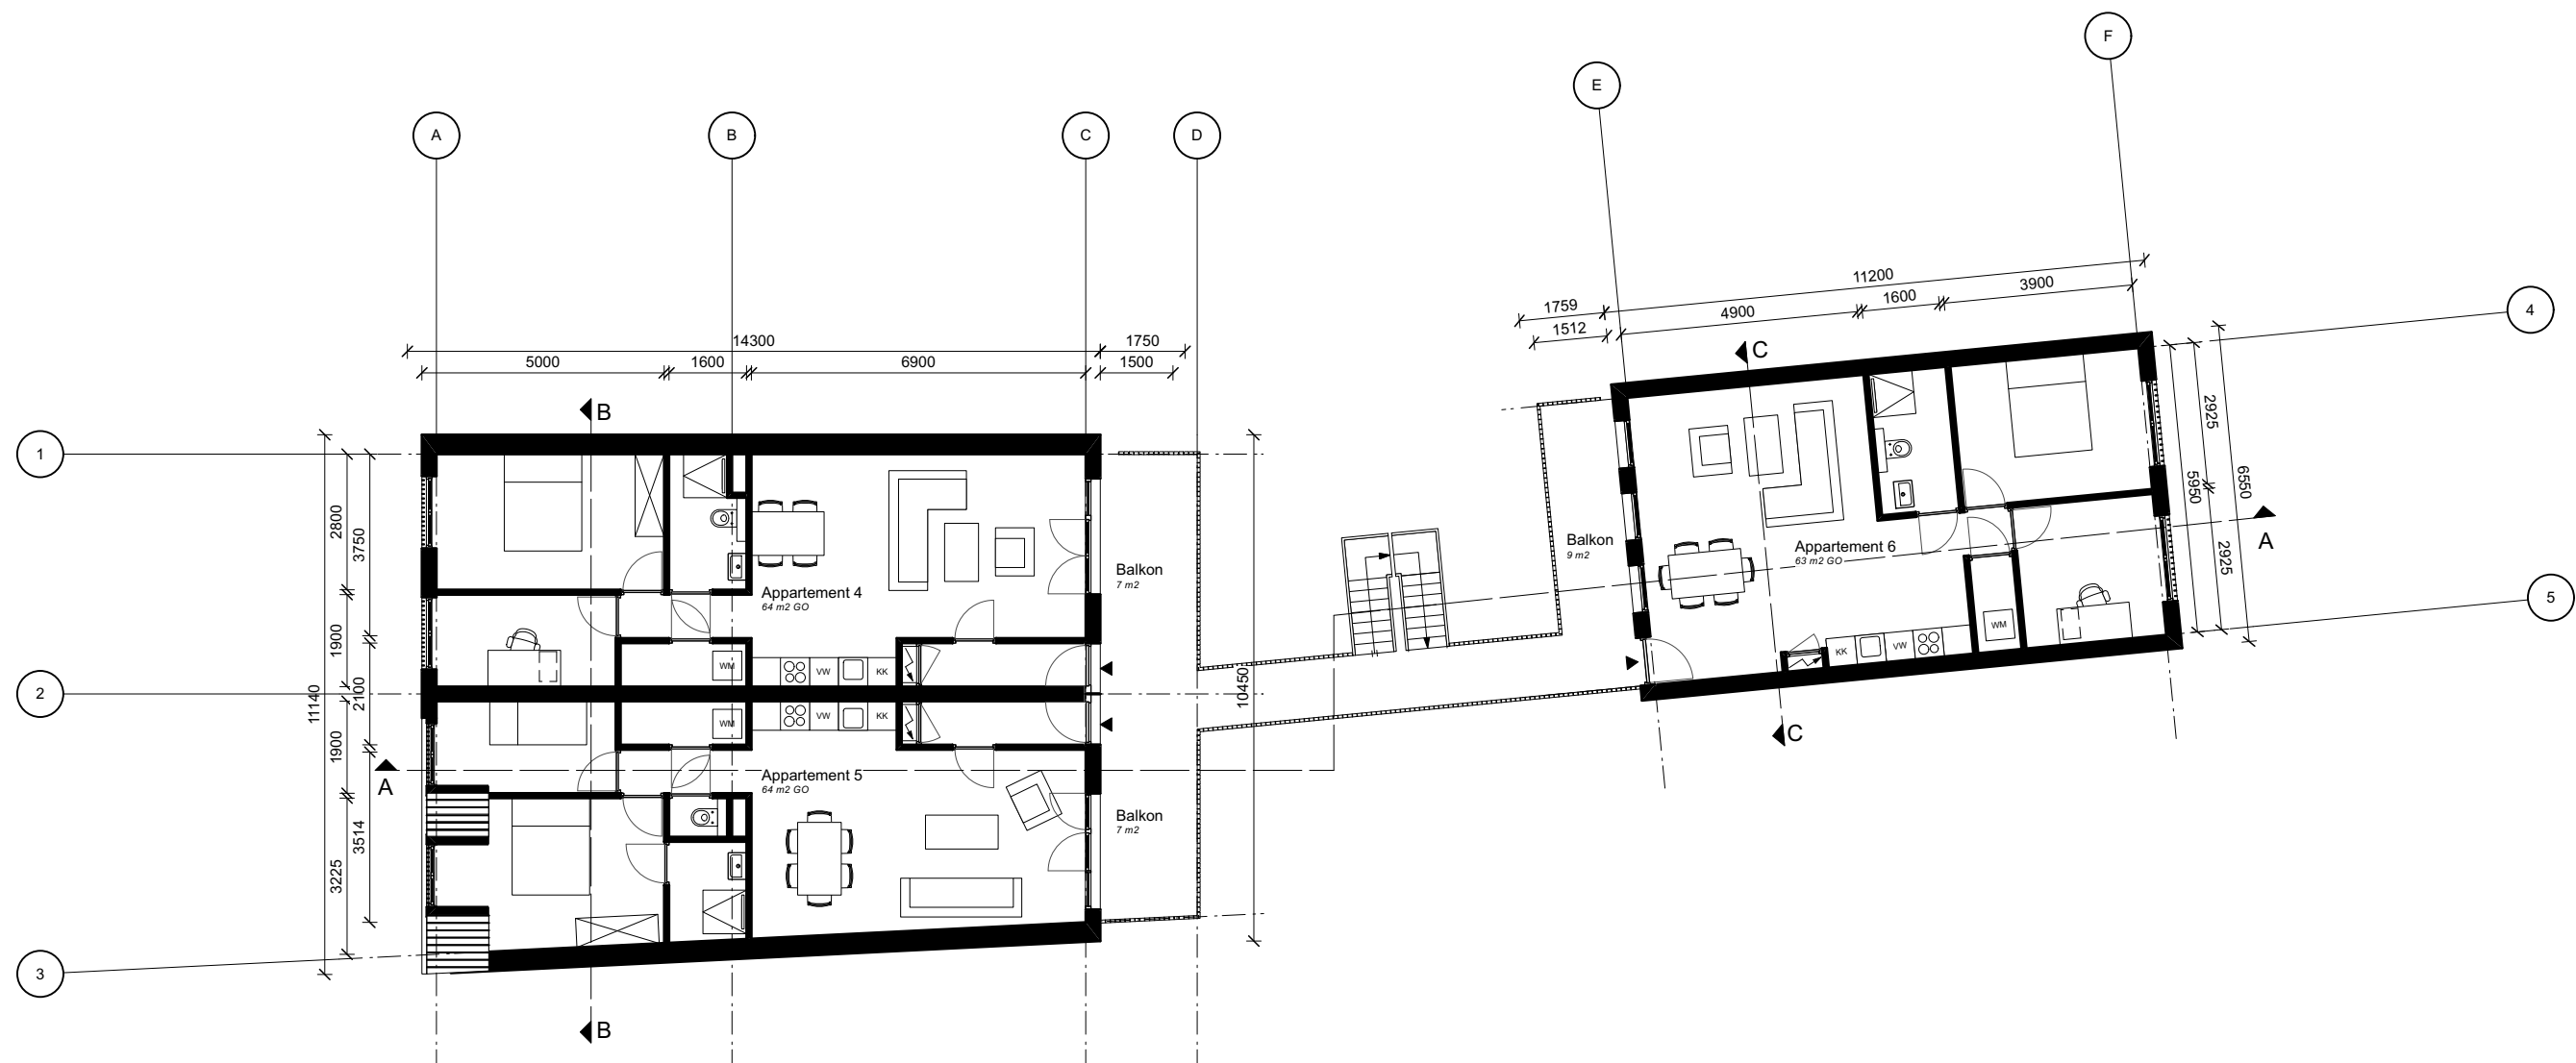 F
E
A
B
C
D
11200
1759
1600
3900
4900
1512
4
14300
1750
5000
1600
6900
1500
C
B
1
2925
6550
5950
2800
3750
Balkon
9 m2
Appartement 6
63 m2 GO
A
2925
Balkon
7 m2
Appartement 4
64 m2 GO
5
1900
WM
WM
VW
KK
KK
VW
2
2100
11140
10450
WM
VW
KK
1900
C
A
Appartement 5
64 m2 GO
Balkon
7 m2
3514
3225
3
B